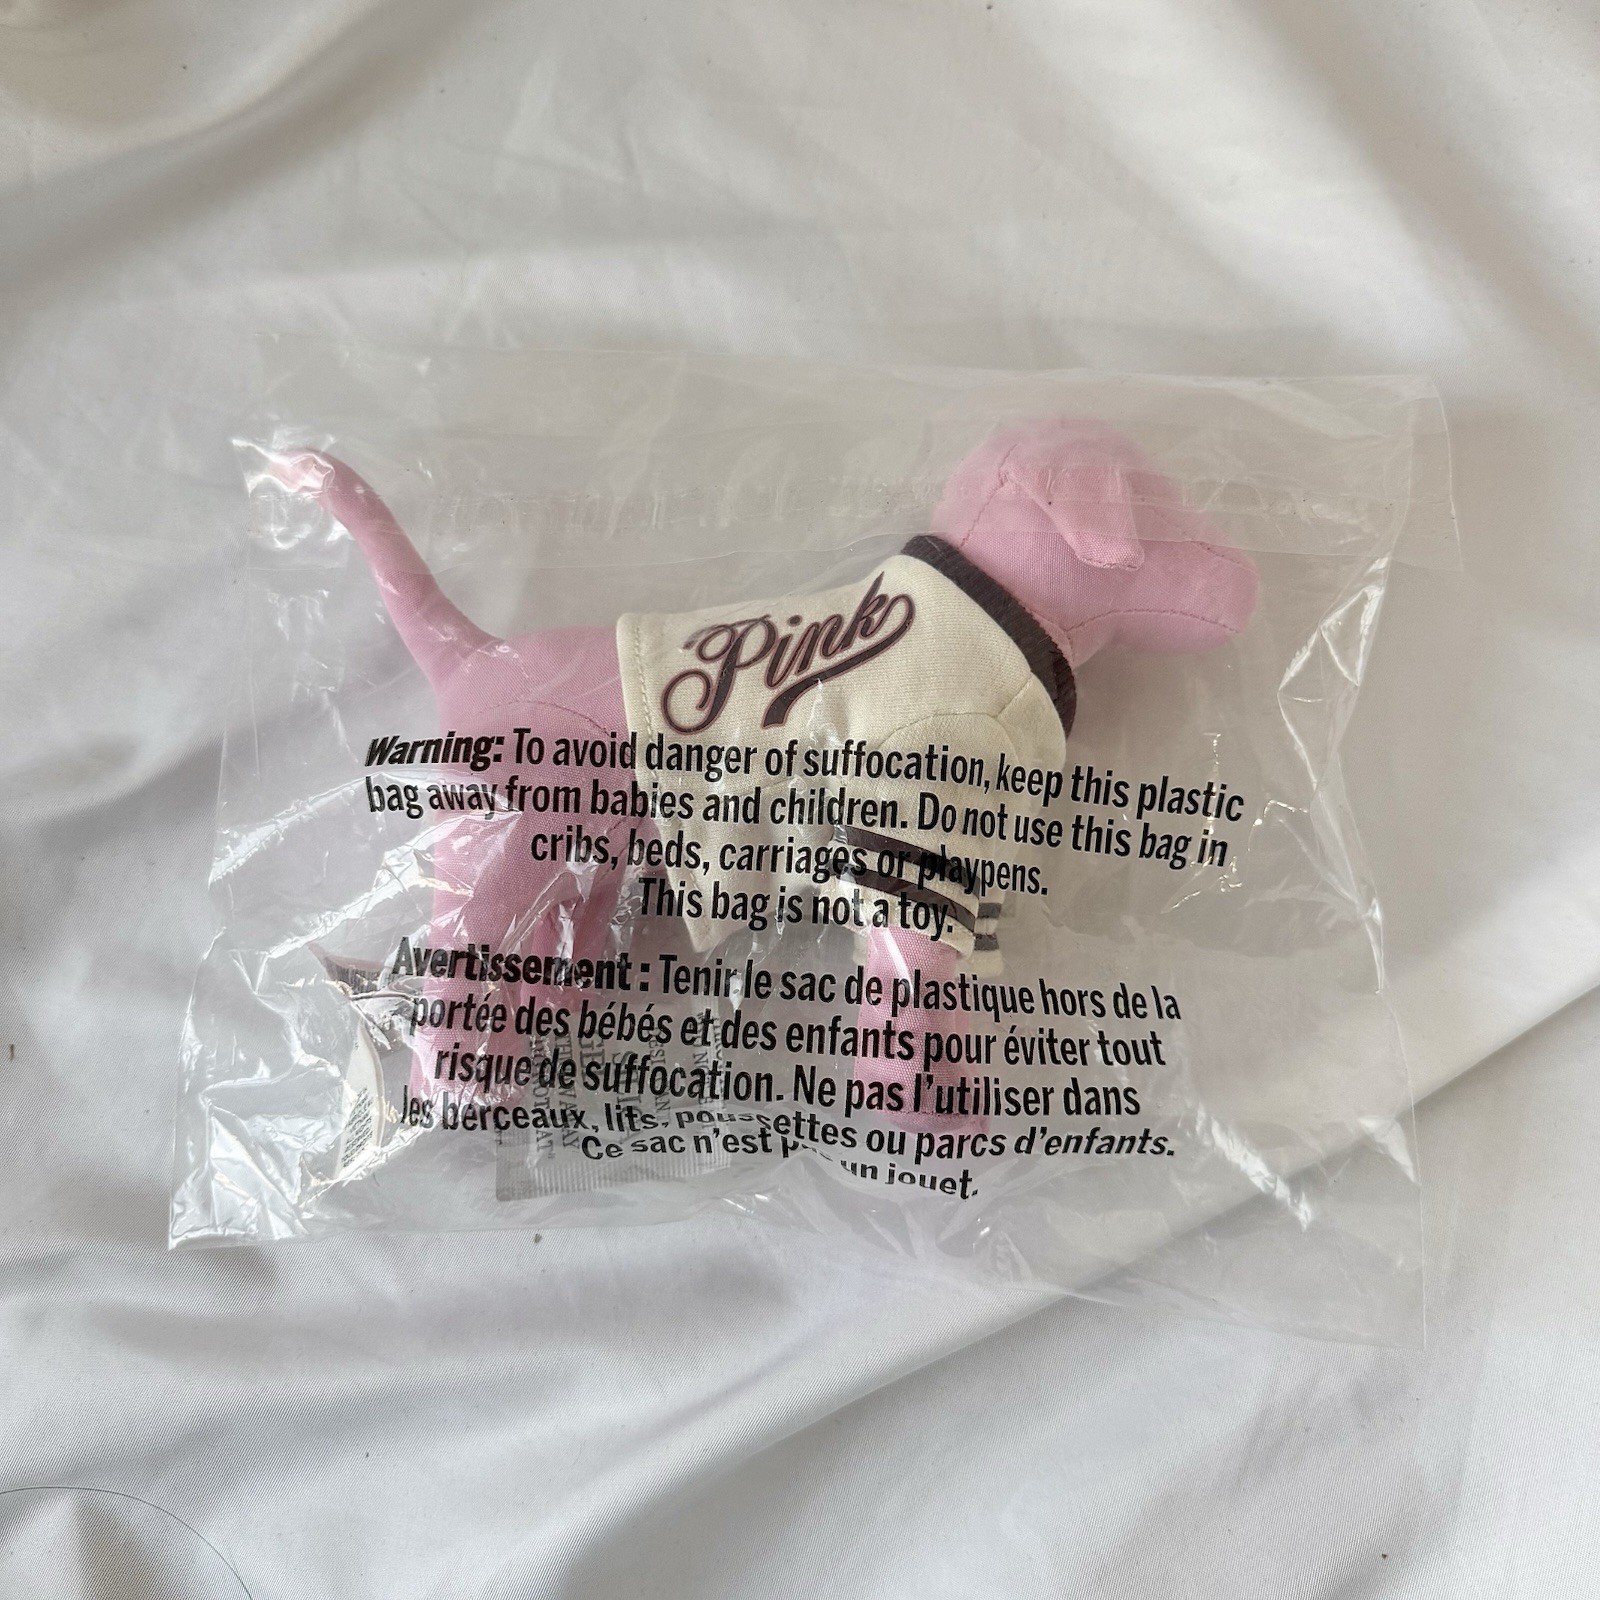 Pink
Warning: To avoid danger of suffocation, keep this plastic
bag away from babies and children. Do not use this bag in
cribs, beds, carriages or playpens.
This bag is not a toy.
Avertissement : Tenir le sac de plastique hors de la
portée des bébés et des enfants pour éviter tout
risque de suffocation. Ne pas l'utiliser dans
les berceaux, lits, poussettes ou parcs d'enfants.
Ce sac n'est pas un jouet.